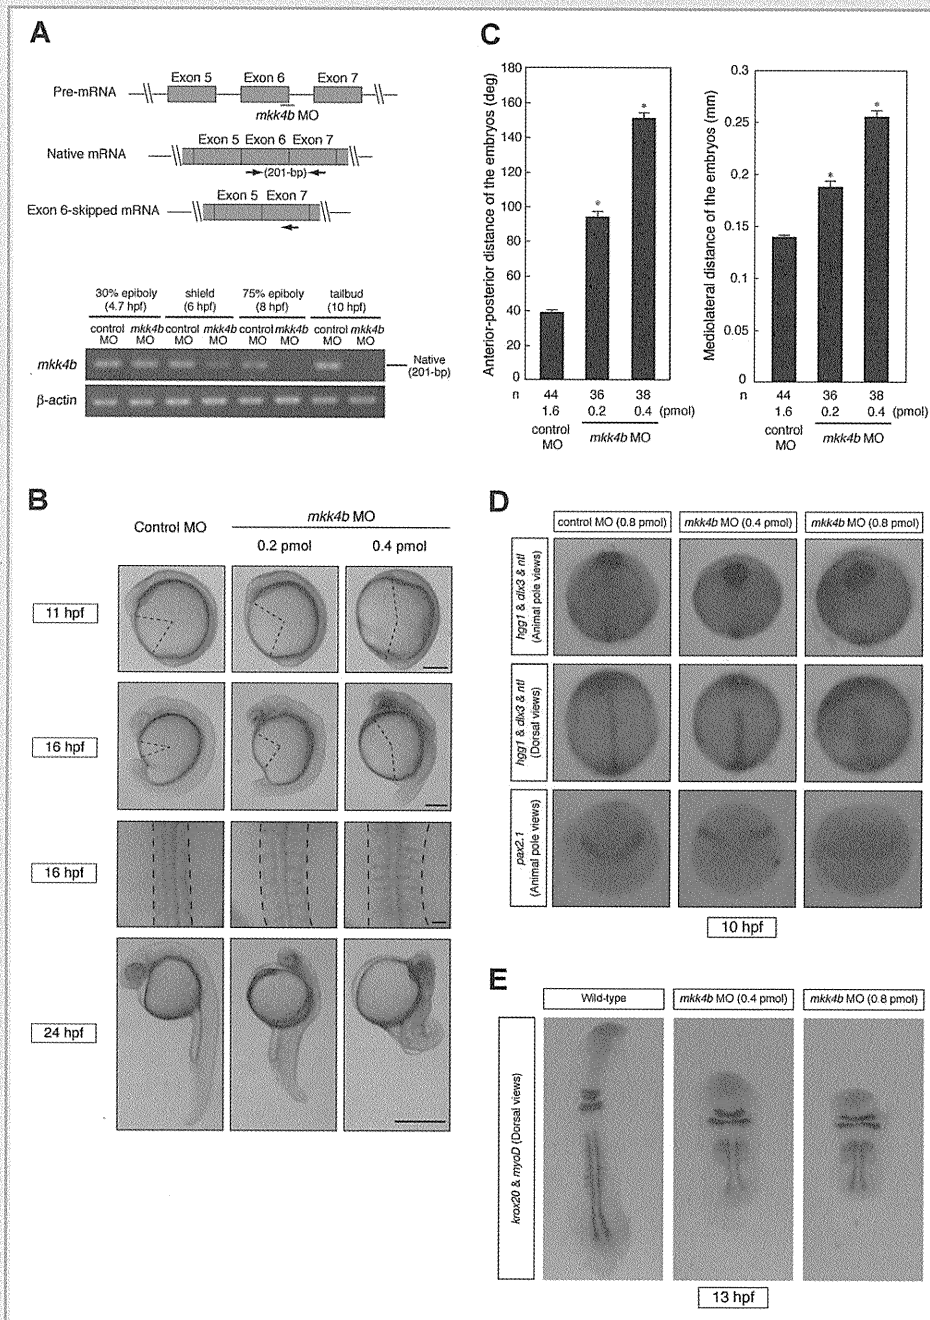 A
Exon 5 Exon 6 Exon 7
Pre-mRNA
mkk4b MO
Exon 5 Exon 6 Exon 7
Native mRNA
(201-bp)
Exon 5 Exon 7
Exon 6-skipped mRNA
30% epiboly (4.7 hpf)
shield (6 hpf)
75% epiboly (8 hpf)
tailbud (10 hpf)
control MO mkk4b MO control MO mkk4b MO control MO mkk4b MO control MO mkk4b MO
mkk4b
Native (201-bp)
β-actin
C
Anterior-posterior distance of the embryos (deg)
180
160
140
120
100
80
60
40
20
0
*
*
n 44 36 38
1.6 0.2 0.4 (pmol)
control MO
mkk4b MO
Mediolateral distance of the embryos (mm)
0.3
0.25
0.2
0.15
0.1
0.05
0
*
*
n 44 36 38
1.6 0.2 0.4 (pmol)
control MO
mkk4b MO
B
Control MO
mkk4b MO
0.2 pmol 0.4 pmol
11 hpf
16 hpf
16 hpf
24 hpf
D
control MO (0.8 pmol) mkk4b MO (0.4 pmol) mkk4b MO (0.8 pmol)
hgg1 & dlx3 & ntl
(Animal pole views)
hgg1 & dlx3 & ntl
(Dorsal views)
pax2.1
(Animal pole views)
10 hpf
E
Wild-type mkk4b MO (0.4 pmol) mkk4b MO (0.8 pmol)
krox20 & myoD (Dorsal views)
13 hpf